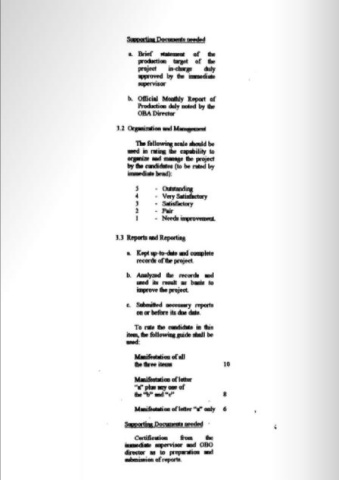 Supporting Documents needed
a. Brief statement of the
production target of the
project in-charge duly
approved by the immediate
supervisor
b. Official Monthly Report of
Production duly noted by the
OBA Director
3.2 Organization and Management
The following scale should be
used in rating the capability to
organize and manage the project
by the candidates (to be rated by
immediate head):
5 - Outstanding
4 - Very Satisfactory
3 - Satisfactory
2 - Fair
1 - Needs improvement.
3.3 Reports and Reporting
a. Kept up-to-date and complete
records of the project.
b. Analyzed the records and
used its result as basis to
improve the project.
c. Submitted necessary reports
on or before its due date.
To rate the candidate in this
item, the following guide shall be
used:
Manifestation of all
the three items 10
Manifestation of letter
"a" plus any one of
the "b" and "c" 8
Manifestation of letter "a" only 6
Supporting Documents needed
Certification from the
immediate supervisor and OBO
director as to preparation and
submission of reports.